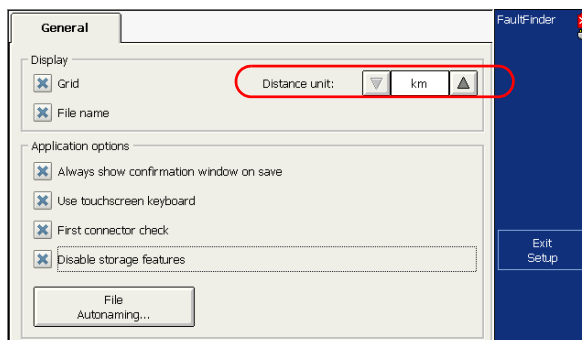 General
FaultFinder
Display
Grid
Distance unit:
km
File name
Application options
Always show confirmation window on save
Use touchscreen keyboard
First connector check
Disable storage features
File
Autonaming...
Exit
Setup